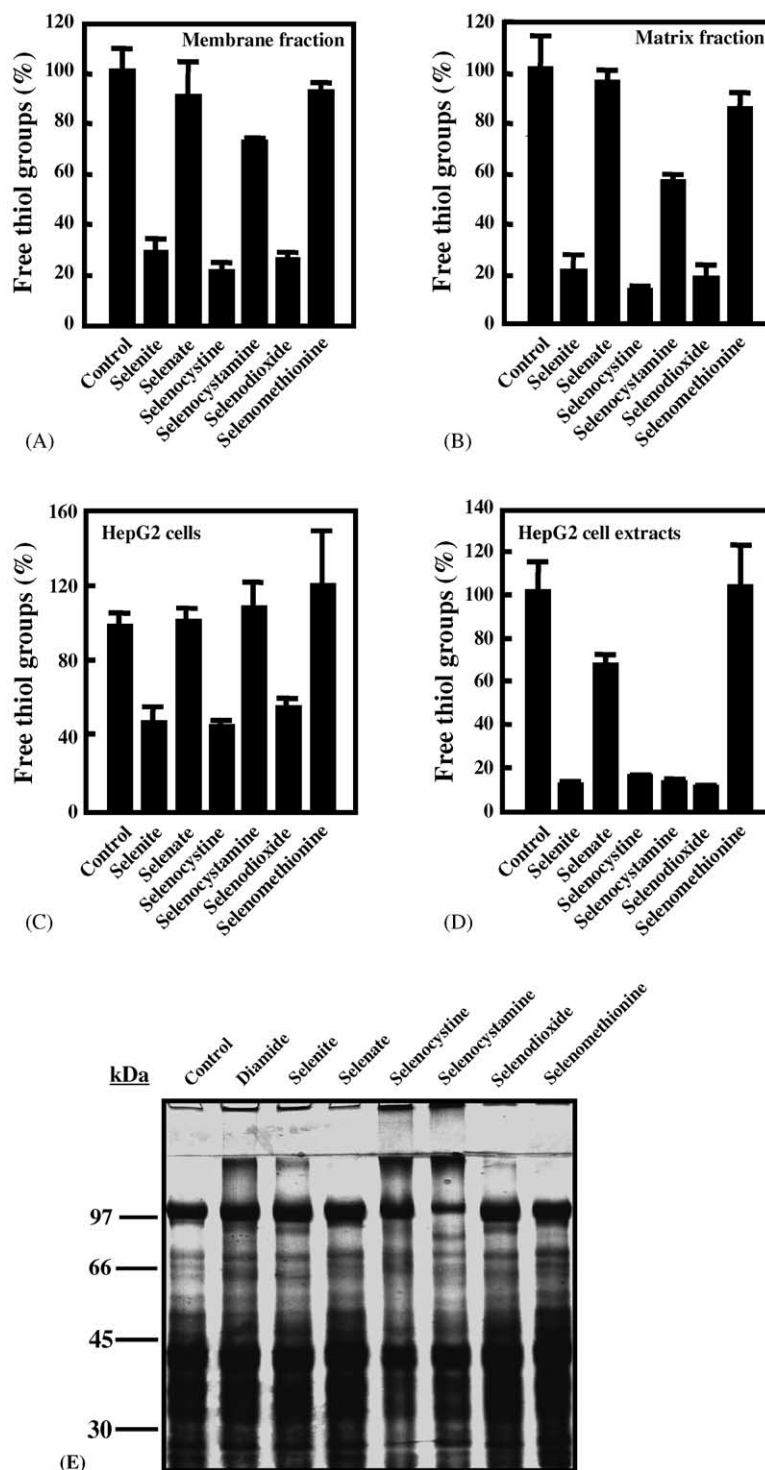 Free thiol groups (%)
120
100
80
60
40
20
0
Membrane fraction
Control
Selenite
Selenate
Selenocystine
Selenocystamine
Selenodioxide
Selenomethionine
(A)
Free thiol groups (%)
120
100
80
60
40
20
0
Matrix fraction
Control
Selenite
Selenate
Selenocystine
Selenocystamine
Selenodioxide
Selenomethionine
(B)
Free thiol groups (%)
160
120
80
40
0
HepG2 cells
Control
Selenite
Selenate
Selenocystine
Selenocystamine
Selenodioxide
Selenomethionine
(C)
Free thiol groups (%)
140
120
100
80
60
40
20
0
HepG2 cell extracts
Control
Selenite
Selenate
Selenocystine
Selenocystamine
Selenodioxide
Selenomethionine
(D)
kDa
Control
Diamide
Selenite
Selenate
Selenocystine
Selenocystamine
Selenodioxide
Selenomethionine
97
66
45
30
(E)